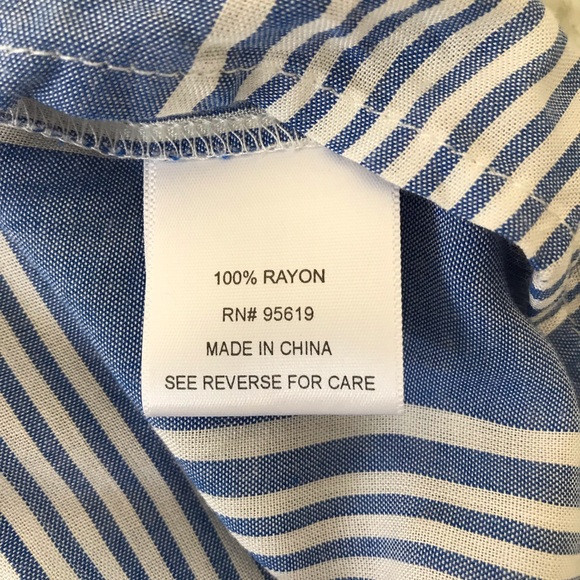 100% RAYON
RN# 95619
MADE IN CHINA
SEE REVERSE FOR CARE